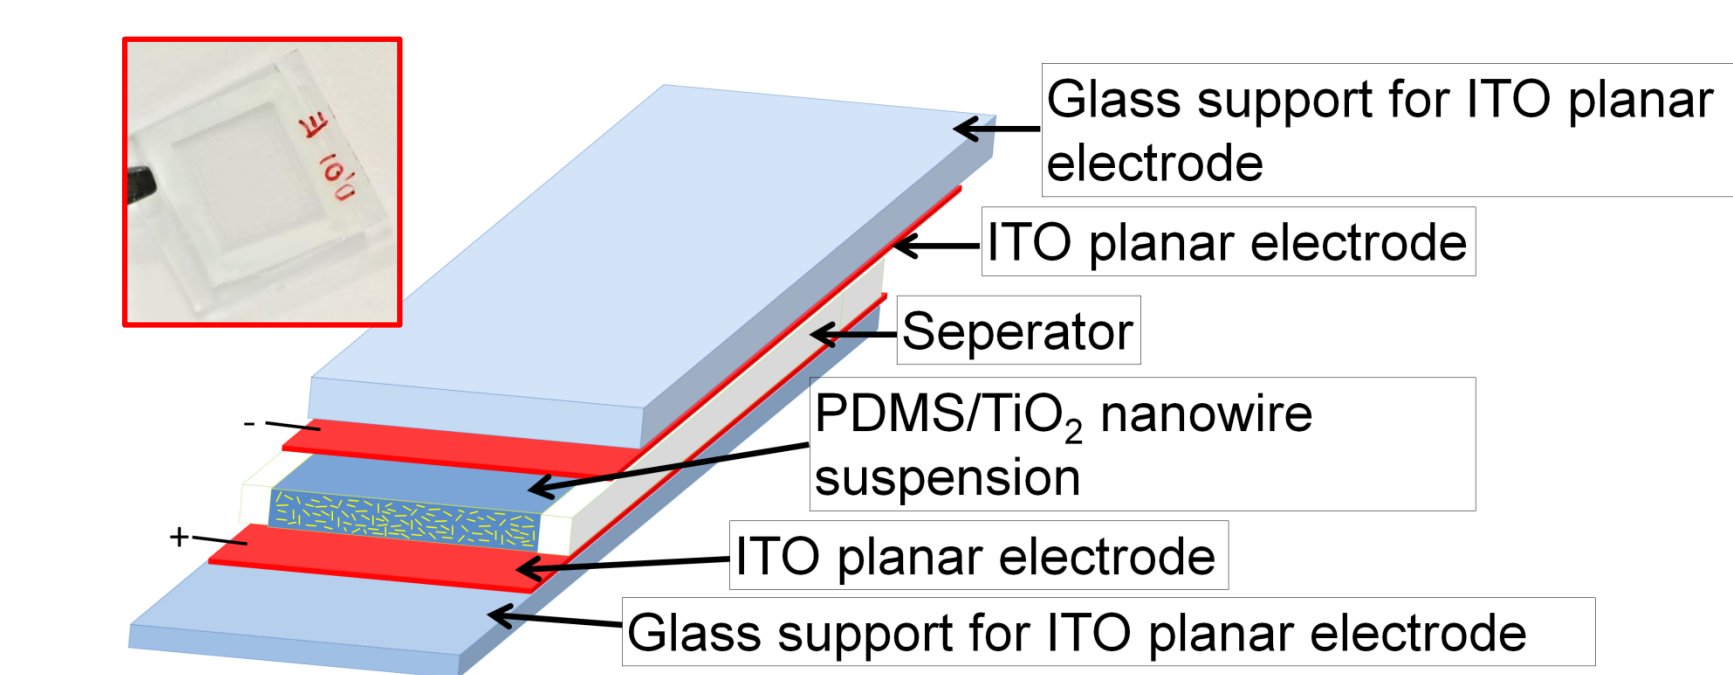 Glass support for ITO planar
electrode
ITO planar electrode
Seperator
PDMS/TiO₂ nanowire
suspension
-
+
ITO planar electrode
Glass support for ITO planar electrode